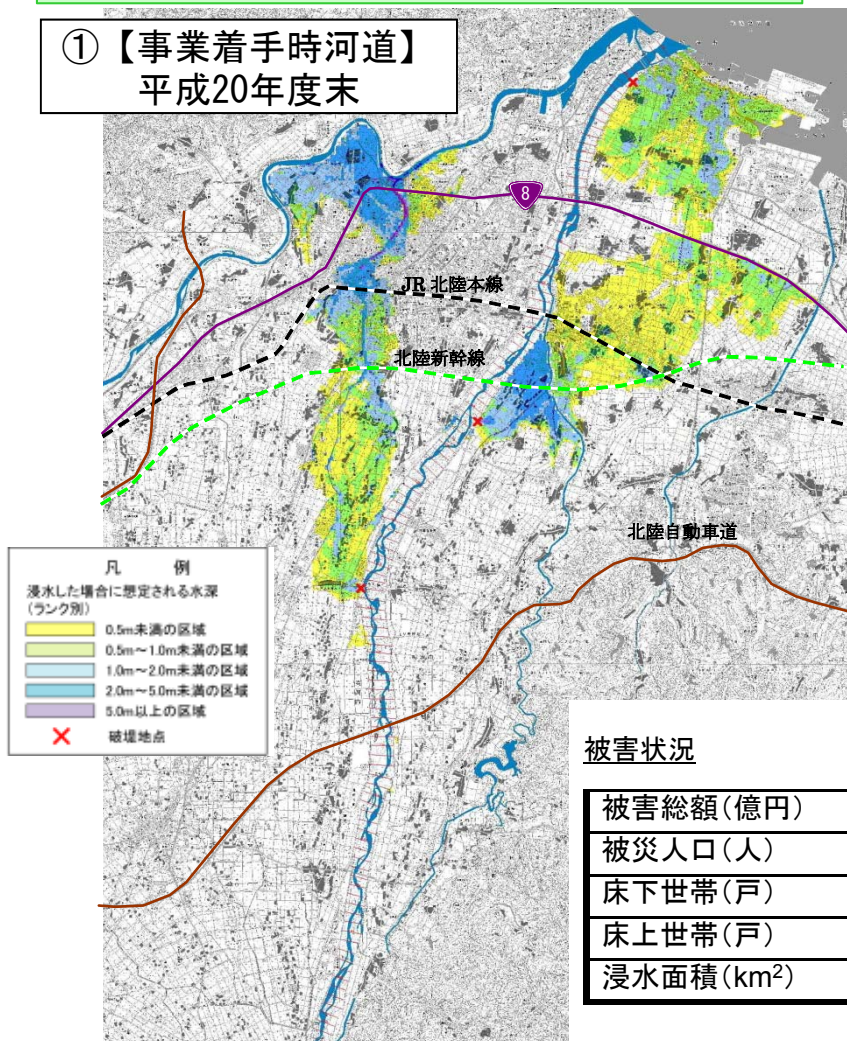 ①【事業着手時河道】
平成20年度末
8
JR 北陸本線
北陸新幹線
北陸自動車道
凡 例
浸水した場合に想定される水深
(ランク別)
0.5m未満の区域
0.5m～1.0m未満の区域
1.0m～2.0m未満の区域
2.0m～5.0m未満の区域
5.0m以上の区域
破堤地点
被害状況
被害総額(億円)
被災人口(人)
床下世帯(戸)
床上世帯(戸)
浸水面積(km²)